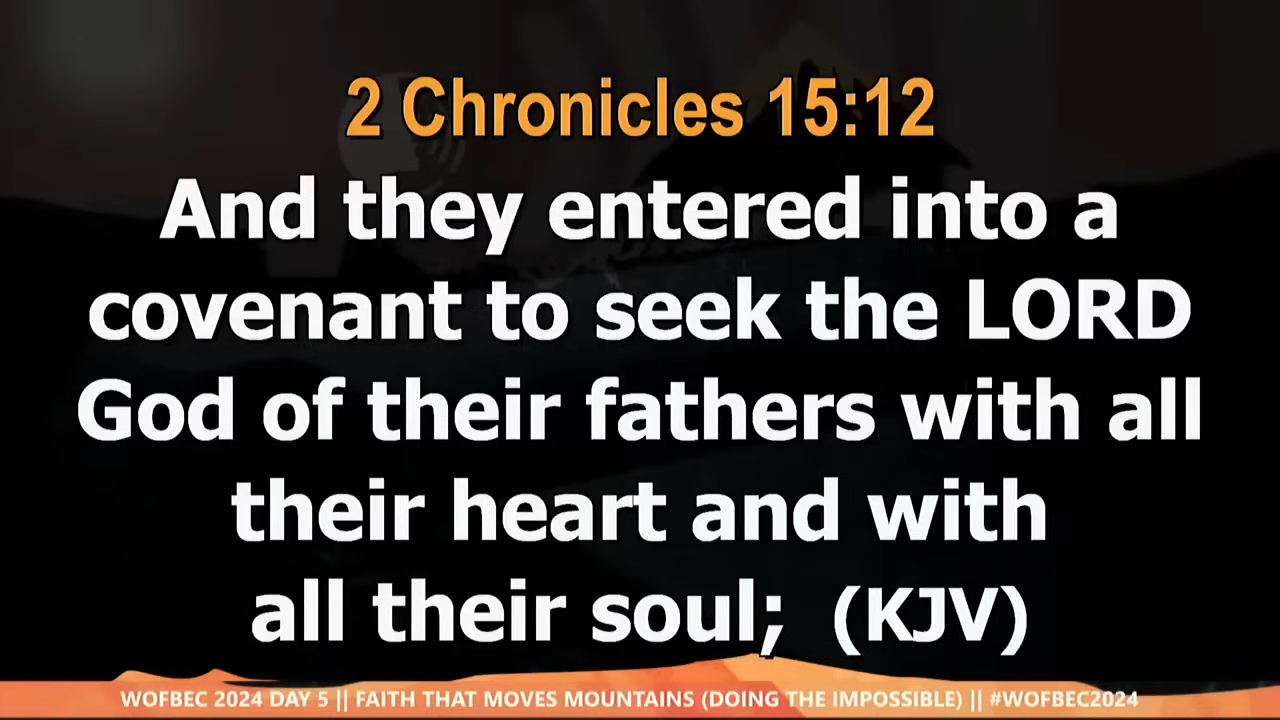 2 Chronicles 15:12
And they entered into a
covenant to seek the LORD
God of their fathers with all
their heart and with
all their soul; (KJV)
WOFBEC 2024 DAY 5 || FAITH THAT MOVES MOUNTAINS (DOING THE IMPOSSIBLE) || #WOFBEC2024